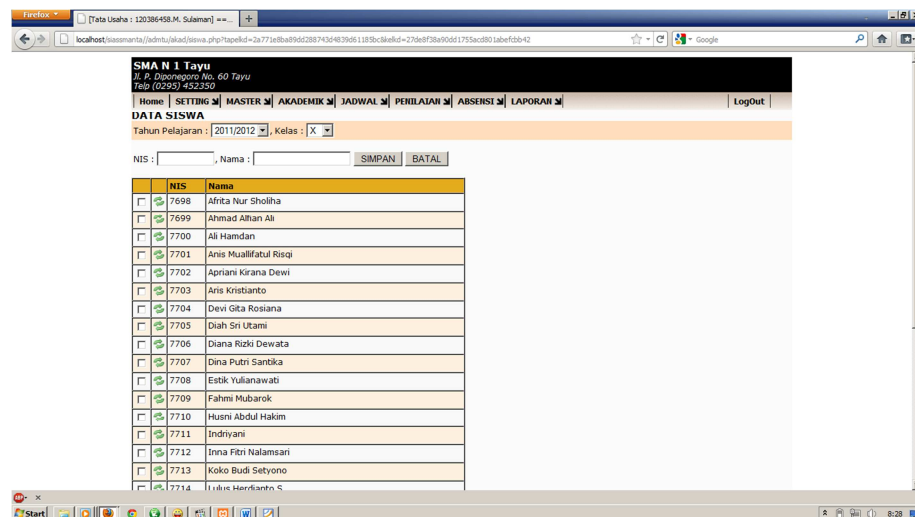 Firefox
[Tata Usaha : 120386458.M. Sulaiman] ==...
localhost/siassmanta//admtu/akad/siswa.php?tapelkd=2a771e8ba89dd288743d4839d61185bc&kelkd=27de8f38a90dd1755acd801abefcbb42
Google
SMA N 1 Tayu
Jl. P. Diponegoro No. 60 Tayu
Telp (0295) 452350
Home SETTING MASTER AKADEMIK JADWAL PENILAIAN ABSENSI LAPORAN LogOut
DATA SISWA
Tahun Pelajaran : 2011/2012 , Kelas : X
NIS : , Nama : SIMPAN BATAL
NIS Nama
7698 Afrita Nur Sholiha
7699 Ahmad Alfian Ali
7700 Ali Hamdan
7701 Anis Muallifatul Risqi
7702 Apriani Kirana Dewi
7703 Aris Kristianto
7704 Devi Gita Rosiana
7705 Diah Sri Utami
7706 Diana Rizki Dewata
7707 Dina Putri Santika
7708 Estik Yulianawati
7709 Fahmi Mubarok
7710 Husni Abdul Hakim
7711 Indriyani
7712 Inna Fitri Nalamsari
7713 Koko Budi Setyono
7714 Lulus Herdianto S
ABP
Start 8:28